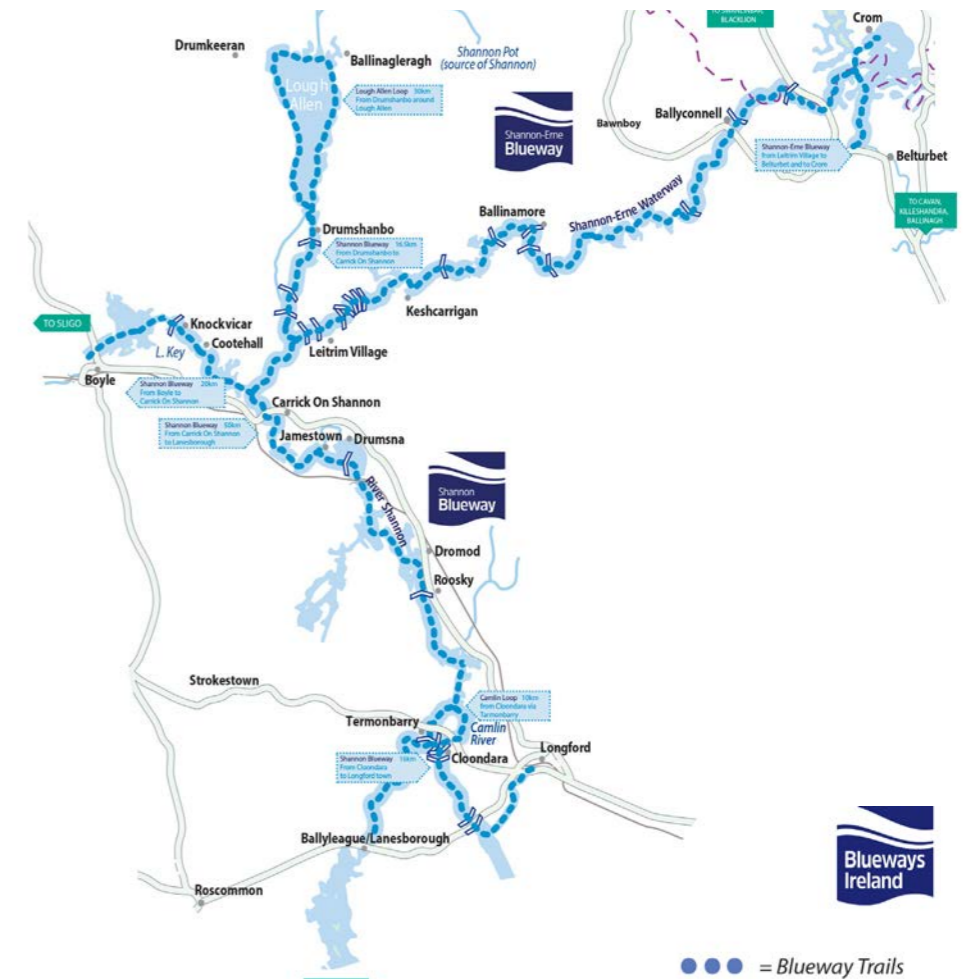 TO SWANLINBAR,
BLACKLION
Crom
Drumkeeran
Ballinagleragh
Shannon Pot
(source of Shannon)
Lough
Allen
Lough Allen Loop 30km
From Drumshanbo around
Lough Allen
Shannon-Erne
Blueway
Bawnboy
Ballyconnell
Shannon-Erne Blueway
from Leitrim Village to
Belturbet and to Crom
Belturbet
TO CAVAN,
KILLESHANDRA,
BALLINAGH
Ballinamore
Shannon-Erne Waterway
Drumshanbo
Shannon Blueway 16.5km
From Drumshanbo to
Carrick On Shannon
Keshcarrigan
TO SLIGO
Knockvicar
Cootehall
L. Key
Leitrim Village
Boyle
Shannon Blueway 20km
From Boyle to
Carrick On Shannon
Carrick On Shannon
Shannon Blueway 50km
From Carrick On Shannon
to Lanesborough
Jamestown
Drumsna
River Shannon
Shannon
Blueway
Dromod
Roosky
Strokestown
Camlin Loop 10km
from Cloondara via
Tarmonbarry
Termonbarry
Camlin
River
Longford
Cloondara
Shannon Blueway 16km
From Cloondara
to Longford town
Ballyleague/Lanesborough
Roscommon
Blueways
Ireland
= Blueway Trails